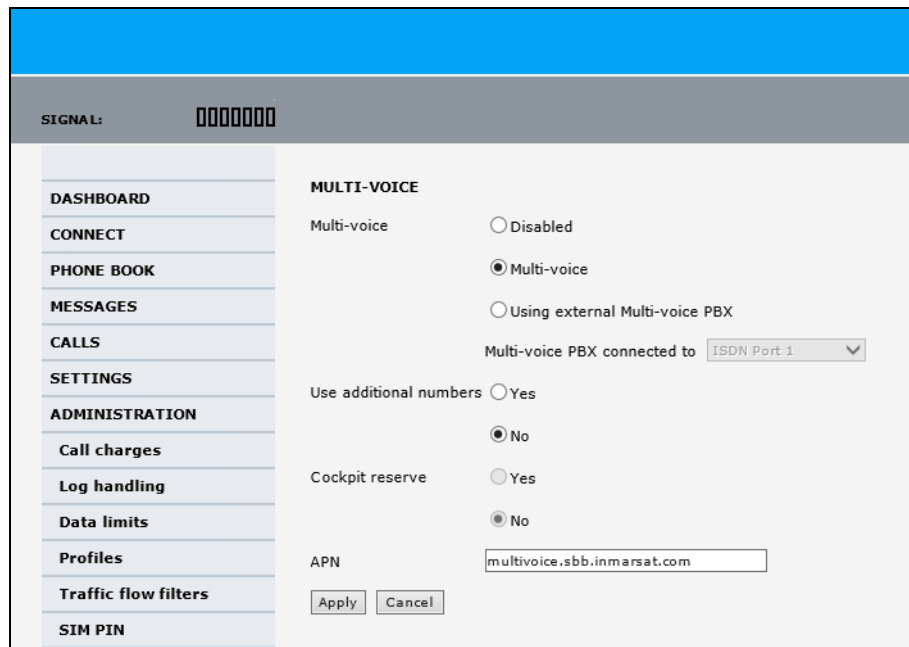 SIGNAL:
DASHBOARD
CONNECT
PHONE BOOK
MESSAGES
CALLS
SETTINGS
ADMINISTRATION
Call charges
Log handling
Data limits
Profiles
Traffic flow filters
SIM PIN
MULTI-VOICE
Multi-voice
Disabled
Multi-voice
Using external Multi-voice PBX
Multi-voice PBX connected to ISDN Port 1
Use additional numbers Yes
No
Cockpit reserve Yes
No
APN multivoice.sbb.inmarsat.com
Apply Cancel